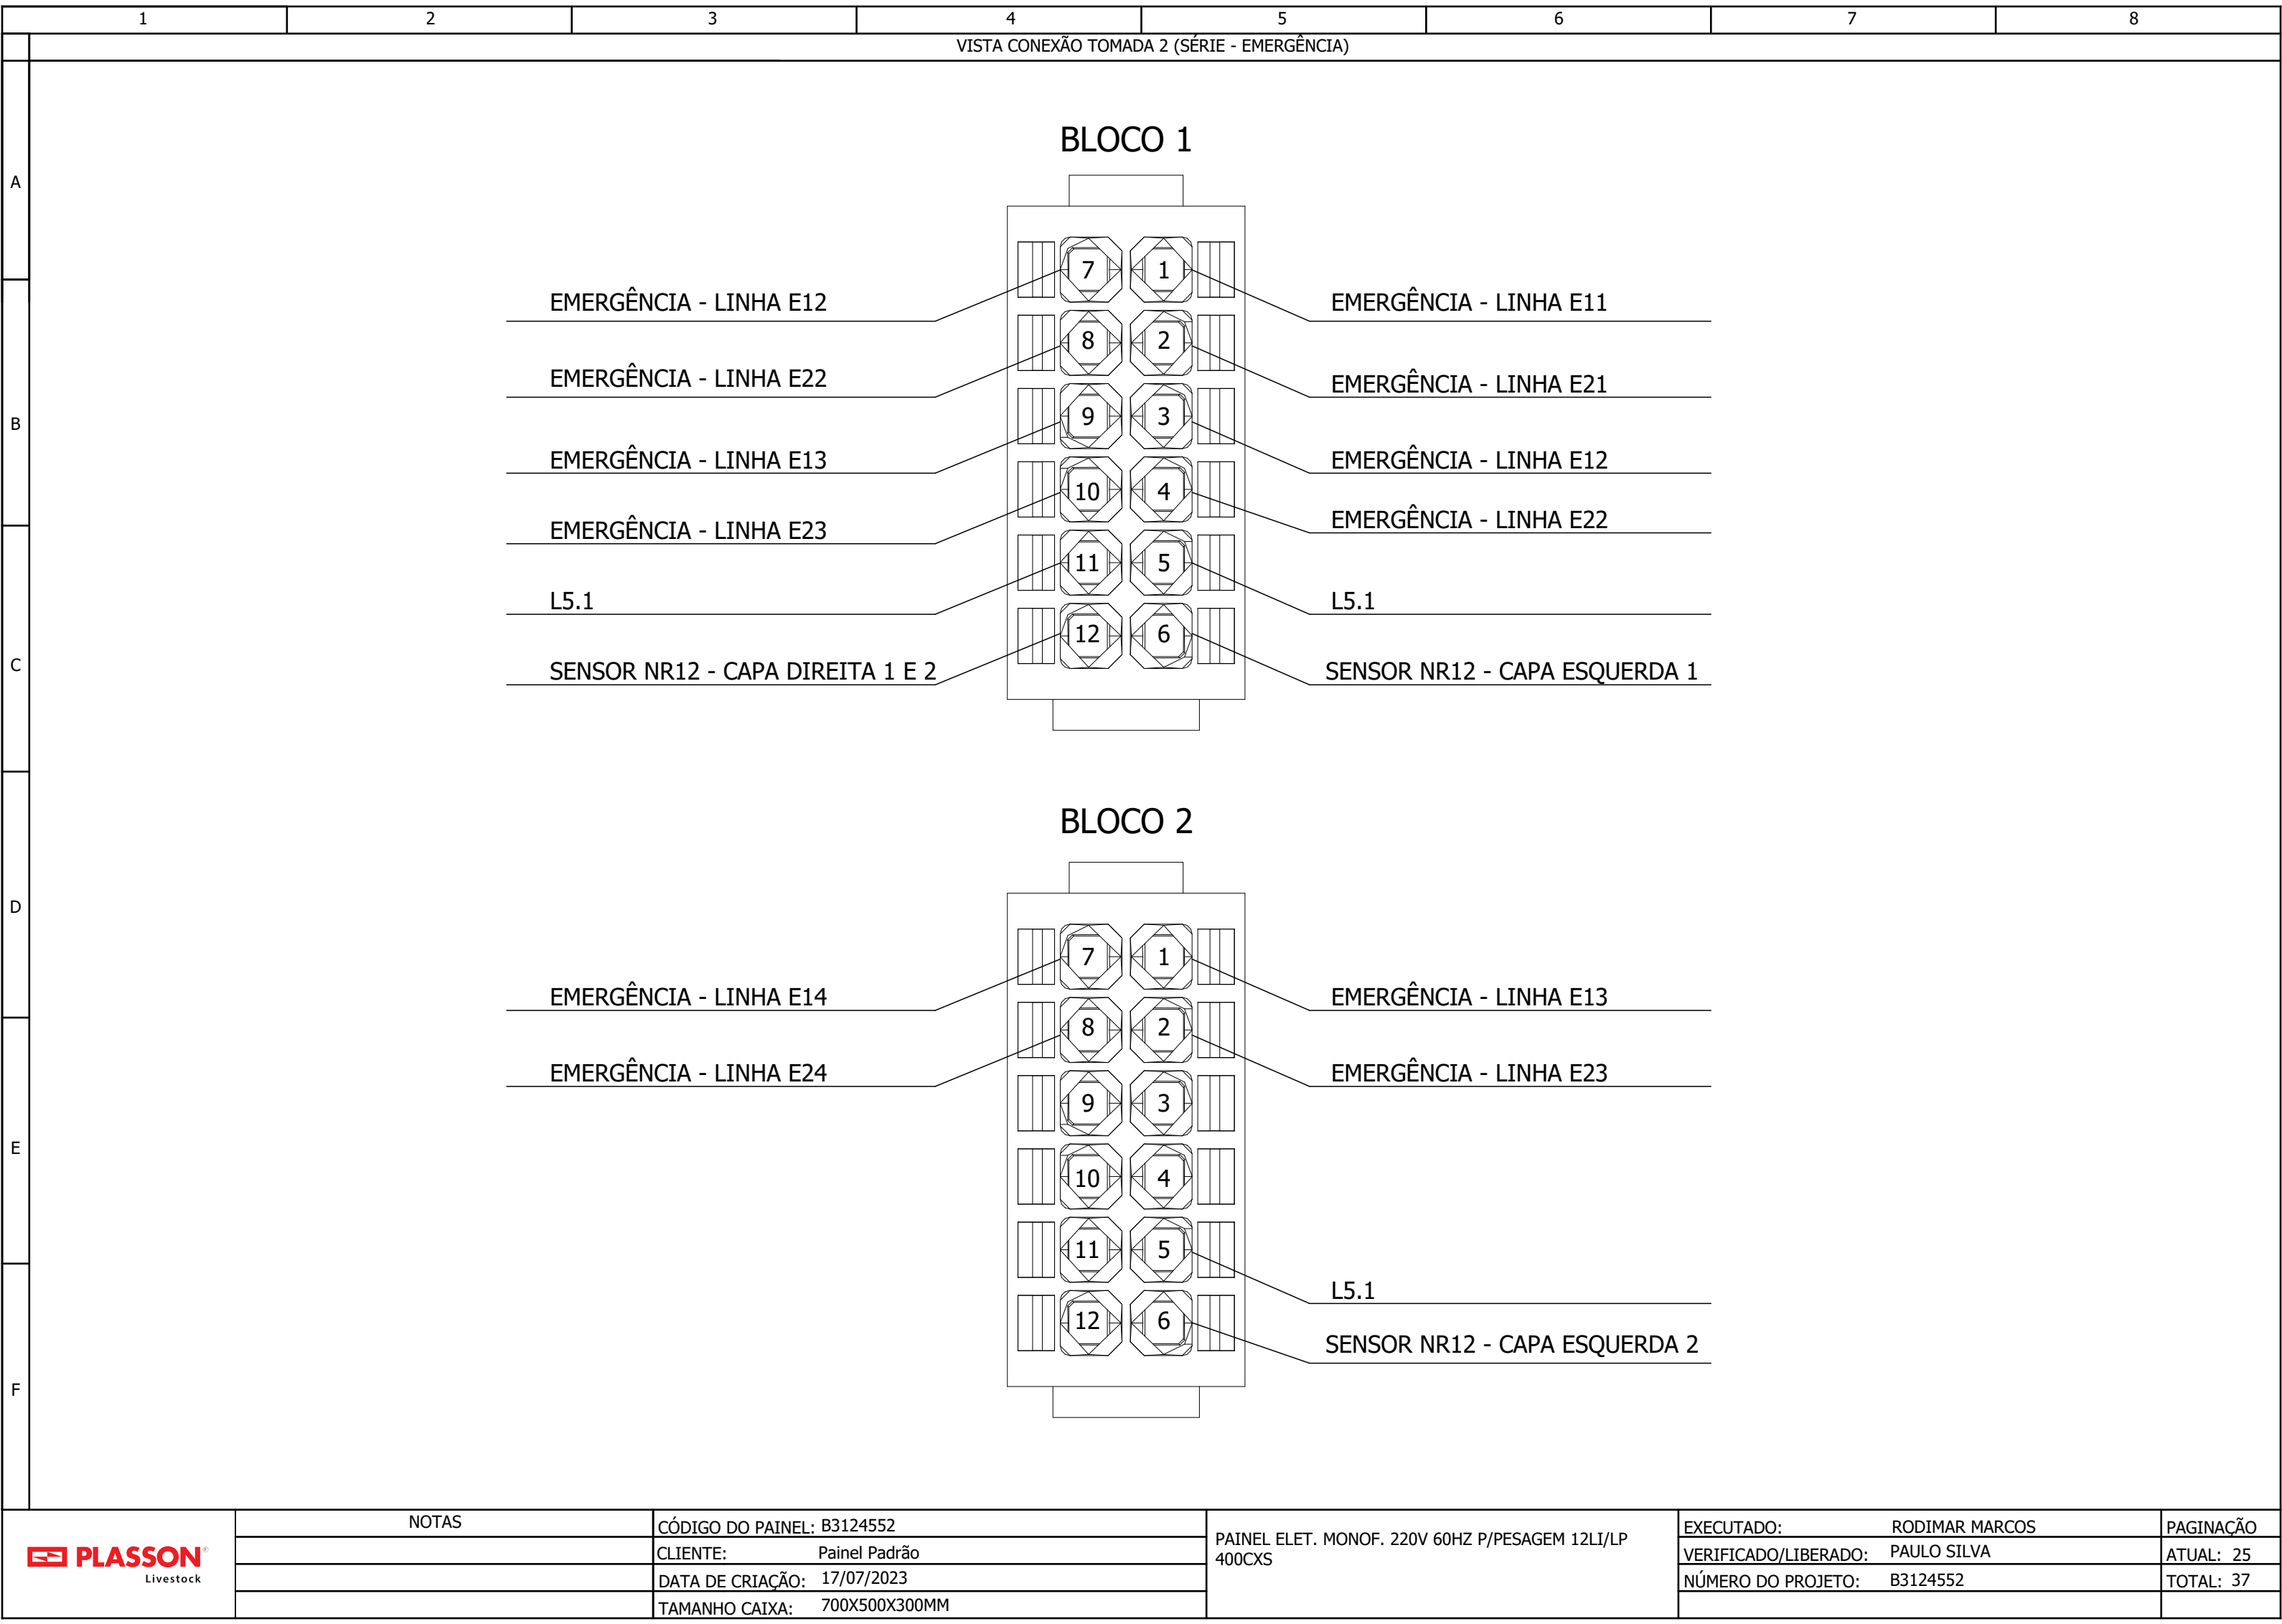 1 2 3 4 5 6 7 8
VISTA CONEXÃO TOMADA 2 (SÉRIE - EMERGÊNCIA)
A
B
C
D
E
F
BLOCO 1
7 1
EMERGÊNCIA - LINHA E12 EMERGÊNCIA - LINHA E11
8 2
EMERGÊNCIA - LINHA E22 EMERGÊNCIA - LINHA E21
9 3
EMERGÊNCIA - LINHA E13 EMERGÊNCIA - LINHA E12
10 4
EMERGÊNCIA - LINHA E23 EMERGÊNCIA - LINHA E22
11 5
L5.1 L5.1
12 6
SENSOR NR12 - CAPA DIREITA 1 E 2 SENSOR NR12 - CAPA ESQUERDA 1
BLOCO 2
7 1
EMERGÊNCIA - LINHA E14 EMERGÊNCIA - LINHA E13
8 2
EMERGÊNCIA - LINHA E24 EMERGÊNCIA - LINHA E23
9 3
10 4
11 5
L5.1
12 6
SENSOR NR12 - CAPA ESQUERDA 2
PLASSON®
Livestock
NOTAS
CÓDIGO DO PAINEL: B3124552
CLIENTE: Painel Padrão
DATA DE CRIAÇÃO: 17/07/2023
TAMANHO CAIXA: 700X500X300MM
PAINEL ELET. MONOF. 220V 60HZ P/PESAGEM 12LI/LP
400CXS
EXECUTADO: RODIMAR MARCOS
VERIFICADO/LIBERADO: PAULO SILVA
NÚMERO DO PROJETO: B3124552
PAGINAÇÃO
ATUAL: 25
TOTAL: 37